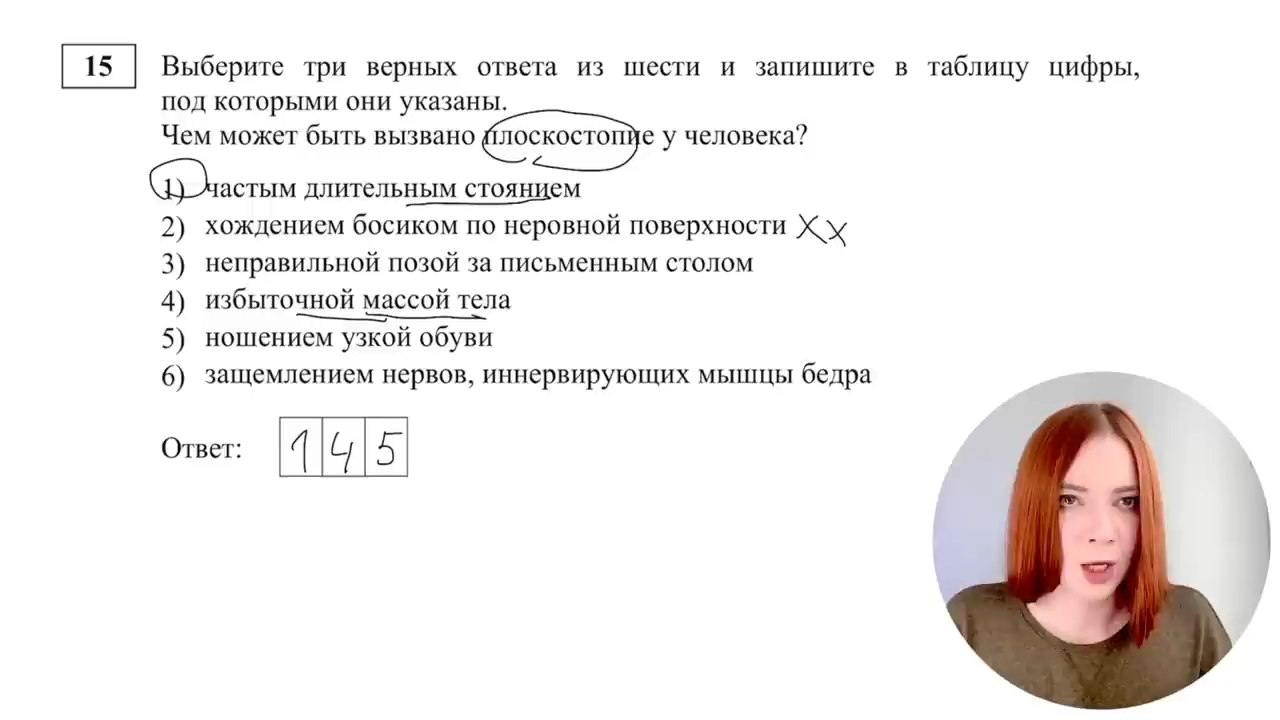 15 Выберите три верных ответа из шести и запишите в таблицу цифры,
под которыми они указаны.
Чем может быть вызвано плоскостопие у человека?
1) частым длительным стоянием
2) хождением босиком по неровной поверхности хх
3) неправильной позой за письменным столом
4) избыточной массой тела
5) ношением узкой обуви
6) защемлением нервов, иннервирующих мышцы бедра
Ответ: 1 4 5